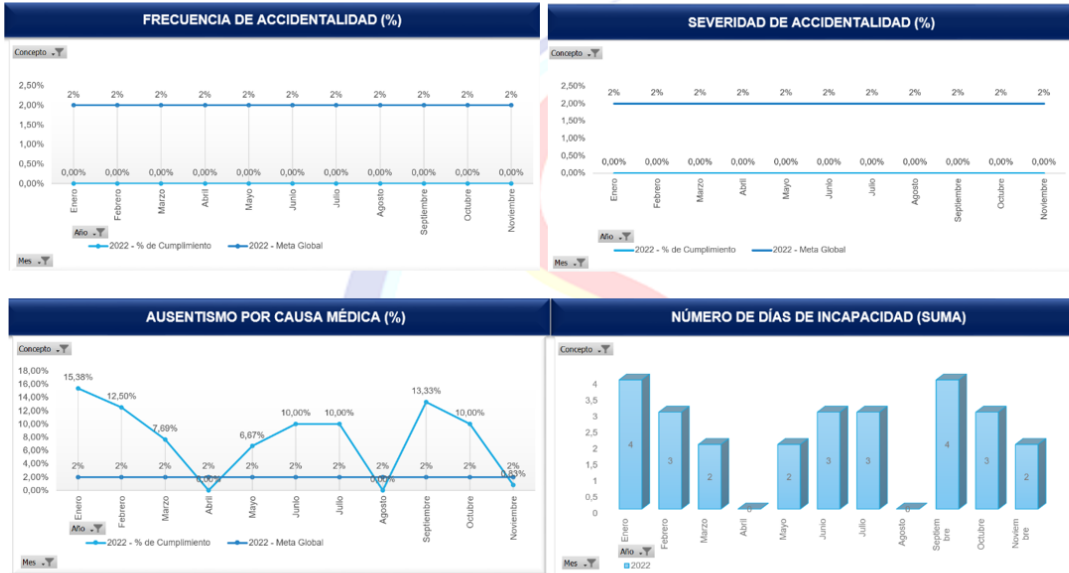 FRECUENCIA DE ACCIDENTALIDAD (%)
Concepto
2,50%
2,00%
1,50%
1,00%
0,50%
0,00%
2% 2% 2% 2% 2% 2% 2% 2% 2% 2% 2%
0,00% 0,00% 0,00% 0,00% 0,00% 0,00% 0,00% 0,00% 0,00% 0,00% 0,00%
Enero Febrero Marzo Abril Mayo Junio Julio Agosto Septiembre Octubre Noviembre
Año
2022 - % de Cumplimiento 2022 - Meta Global
Mes
SEVERIDAD DE ACCIDENTALIDAD (%)
Concepto
2,50%
2,00%
1,50%
1,00%
0,50%
0,00%
2% 2% 2% 2% 2% 2% 2% 2% 2% 2% 2%
0,00% 0,00% 0,00% 0,00% 0,00% 0,00% 0,00% 0,00% 0,00% 0,00% 0,00%
Enero Febrero Marzo Abril Mayo Junio Julio Agosto Septiembre Octubre Noviembre
Año
2022 - % de Cumplimiento 2022 - Meta Global
Mes
AUSENTISMO POR CAUSA MÉDICA (%)
Concepto
18,00%
16,00%
14,00%
12,00%
10,00%
8,00%
6,00%
4,00%
2,00%
0,00%
15,38% 12,50% 7,69% 0,00% 6,67% 10,00% 10,00% 0,00% 13,33% 10,00% 0,83%
2% 2% 2% 2% 2% 2% 2% 2% 2% 2% 2%
Enero Febrero Marzo Abril Mayo Junio Julio Agosto Septiembre Octubre Noviembre
Año
2022 - % de Cumplimiento 2022 - Meta Global
Mes
NÚMERO DE DÍAS DE INCAPACIDAD (SUMA)
Concepto
4
3,5
3
2,5
2
1,5
1
0,5
0
4 3 2 0 2 3 3 0 4 3 2
Enero Febrero Marzo Abril Mayo Junio Julio Agosto Septiem bre Octubre Noviem bre
Año
2022
Mes